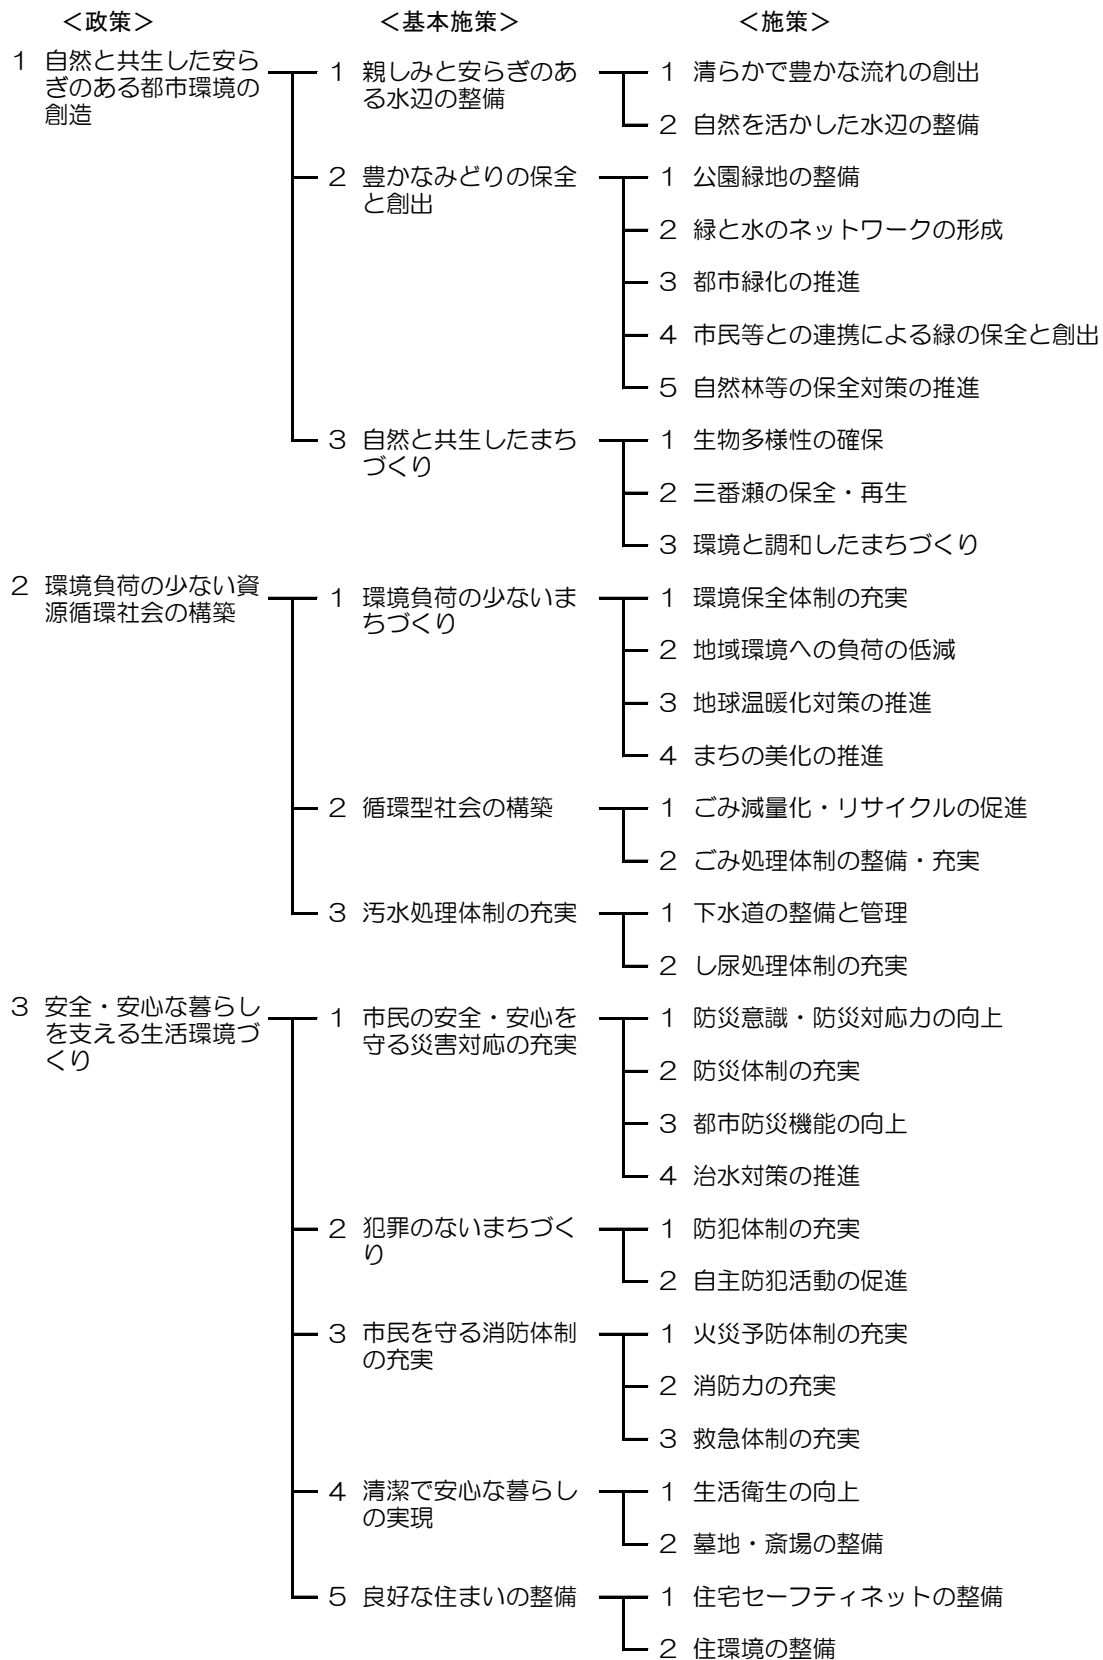 ＜政策＞ ＜基本施策＞ ＜施策＞
1 自然と共生した安ら
ぎのある都市環境の
創造
1 親しみと安らぎのあ
る水辺の整備
1 清らかで豊かな流れの創出
2 自然を活かした水辺の整備
2 豊かなみどりの保全
と創出
1 公園緑地の整備
2 緑と水のネットワークの形成
3 都市緑化の推進
4 市民等との連携による緑の保全と創出
5 自然林等の保全対策の推進
3 自然と共生したまち
づくり
1 生物多様性の確保
2 三番瀬の保全・再生
3 環境と調和したまちづくり
2 環境負荷の少ない資
源循環社会の構築
1 環境負荷の少ないま
ちづくり
1 環境保全体制の充実
2 地域環境への負荷の低減
3 地球温暖化対策の推進
4 まちの美化の推進
2 循環型社会の構築
1 ごみ減量化・リサイクルの促進
2 ごみ処理体制の整備・充実
3 汚水処理体制の充実
1 下水道の整備と管理
2 し尿処理体制の充実
3 安全・安心な暮らし
を支える生活環境づ
くり
1 市民の安全・安心を
守る災害対応の充実
1 防災意識・防災対応力の向上
2 防災体制の充実
3 都市防災機能の向上
4 治水対策の推進
2 犯罪のないまちづく
り
1 防犯体制の充実
2 自主防犯活動の促進
3 市民を守る消防体制
の充実
1 火災予防体制の充実
2 消防力の充実
3 救急体制の充実
4 清潔で安心な暮らし
の実現
1 生活衛生の向上
2 墓地・斎場の整備
5 良好な住まいの整備
1 住宅セーフティネットの整備
2 住環境の整備